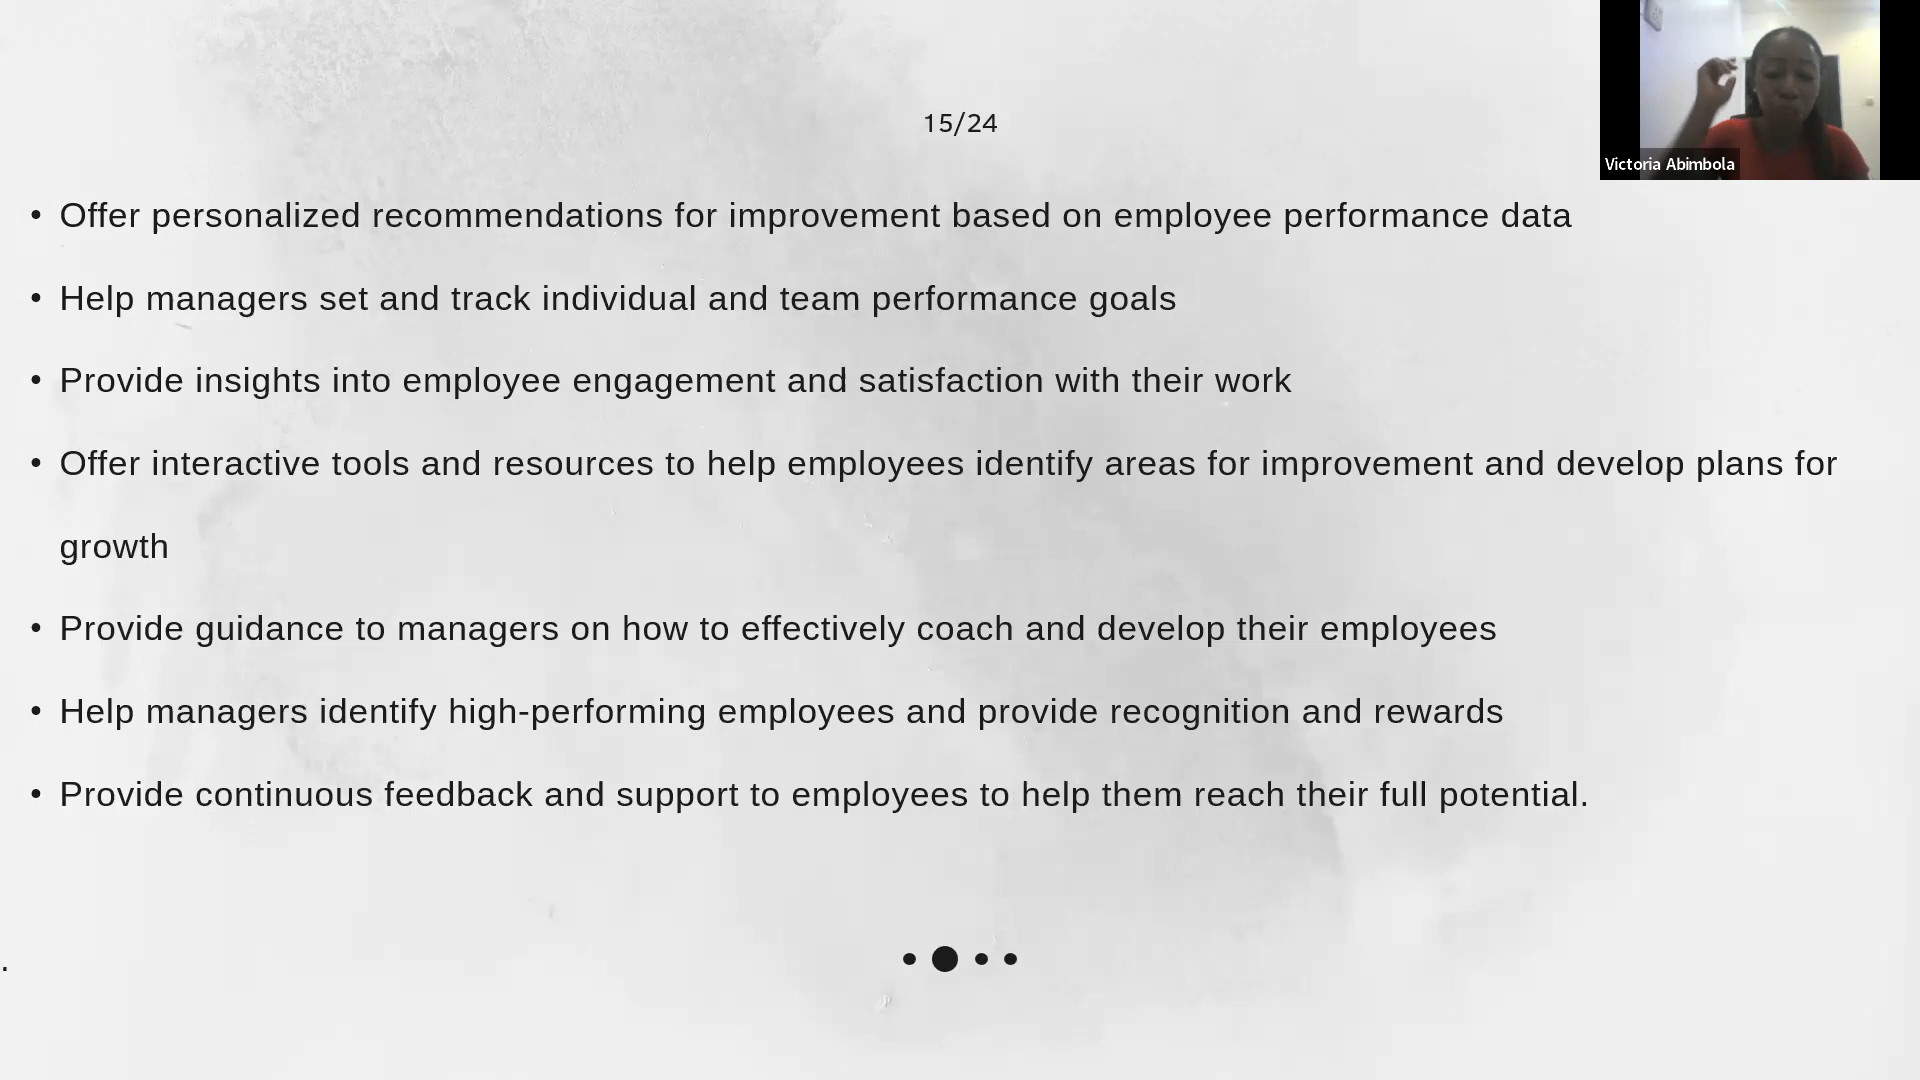 15/24
Victoria Abimbola
• Offer personalized recommendations for improvement based on employee performance data
• Help managers set and track individual and team performance goals
• Provide insights into employee engagement and satisfaction with their work
• Offer interactive tools and resources to help employees identify areas for improvement and develop plans for
growth
• Provide guidance to managers on how to effectively coach and develop their employees
• Help managers identify high-performing employees and provide recognition and rewards
• Provide continuous feedback and support to employees to help them reach their full potential.
.